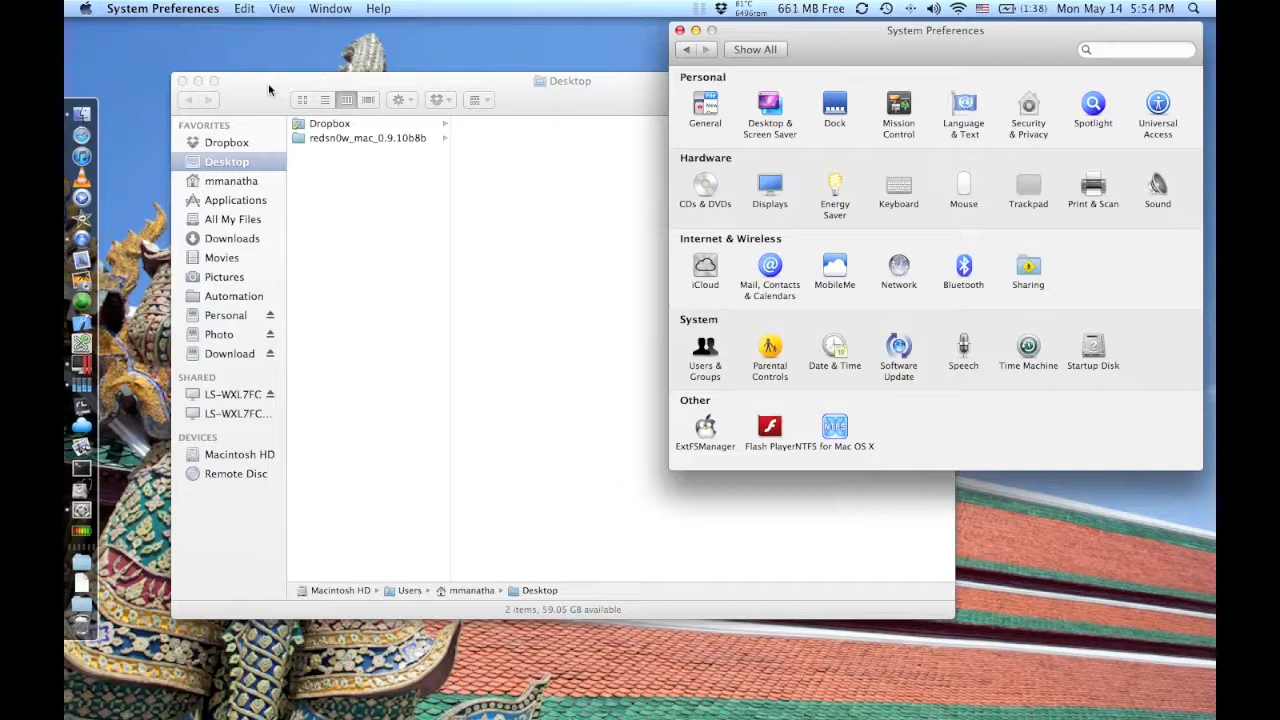 System Preferences Edit View Window Help 81°C 6496rpm 661 MB Free (1:38) Mon May 14 5:54 PM
System Preferences
Show All
Personal
General
Desktop & Screen Saver
Dock
Mission Control
Language & Text
Security & Privacy
Spotlight
Universal Access
Hardware
CDs & DVDs
Displays
Energy Saver
Keyboard
Mouse
Trackpad
Print & Scan
Sound
Internet & Wireless
iCloud
Mail, Contacts & Calendars
MobileMe
Network
Bluetooth
Sharing
System
Users & Groups
Parental Controls
Date & Time
Software Update
Speech
Time Machine
Startup Disk
Other
ExtFSManager
Flash Player
NTFS for Mac OS X
Desktop
FAVORITES
Dropbox
Desktop
mmanatha
Applications
All My Files
Downloads
Movies
Pictures
Automation
Personal
Photo
Download
SHARED
LS-WXL7FC
LS-WXL7FC...
DEVICES
Macintosh HD
Remote Disc
Dropbox
redsn0w_mac_0.9.10b8b
Macintosh HD Users mmanatha Desktop
2 items, 59.05 GB available